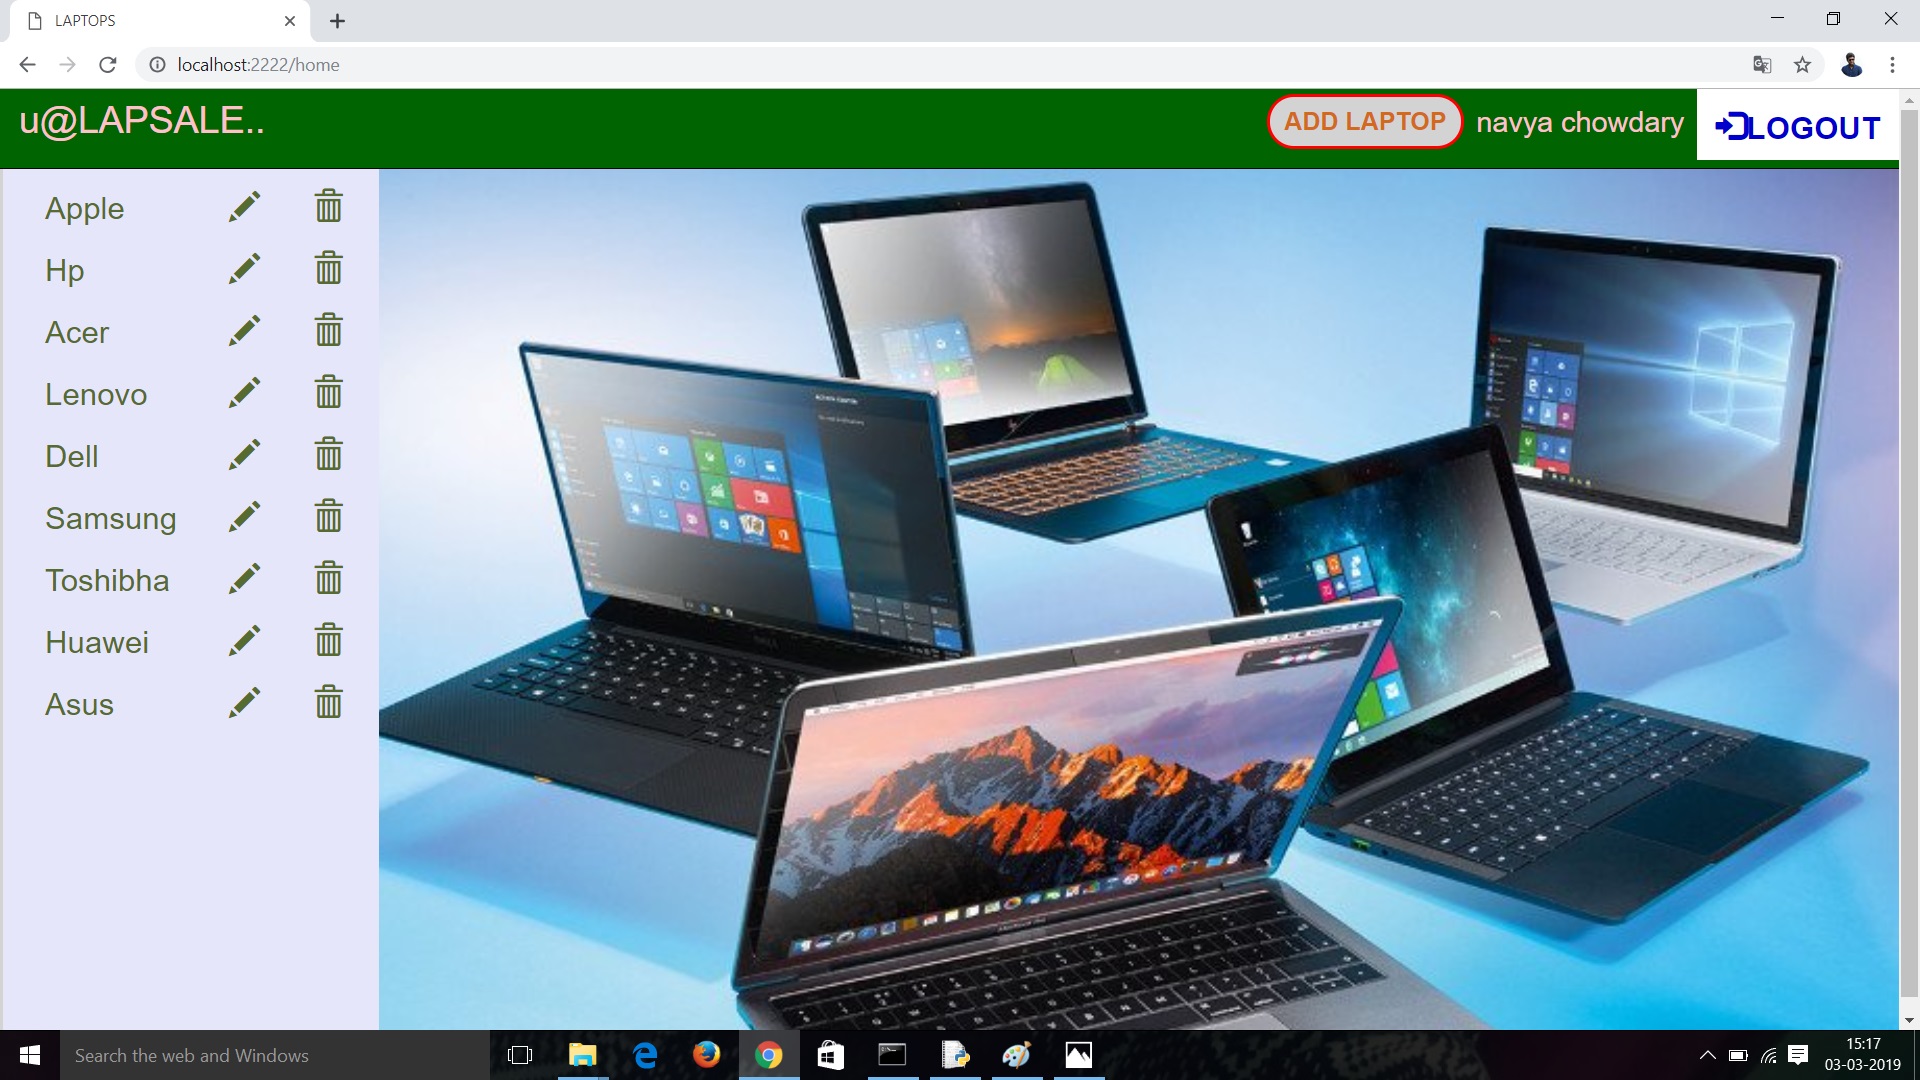 LAPTOPS
localhost:2222/home
u@LAPSALE..
ADD LAPTOP
navya chowdary
LOGOUT
Apple
Hp
Acer
Lenovo
Dell
Samsung
Toshibha
Huawei
Asus
Search the web and Windows
15:17
03-03-2019